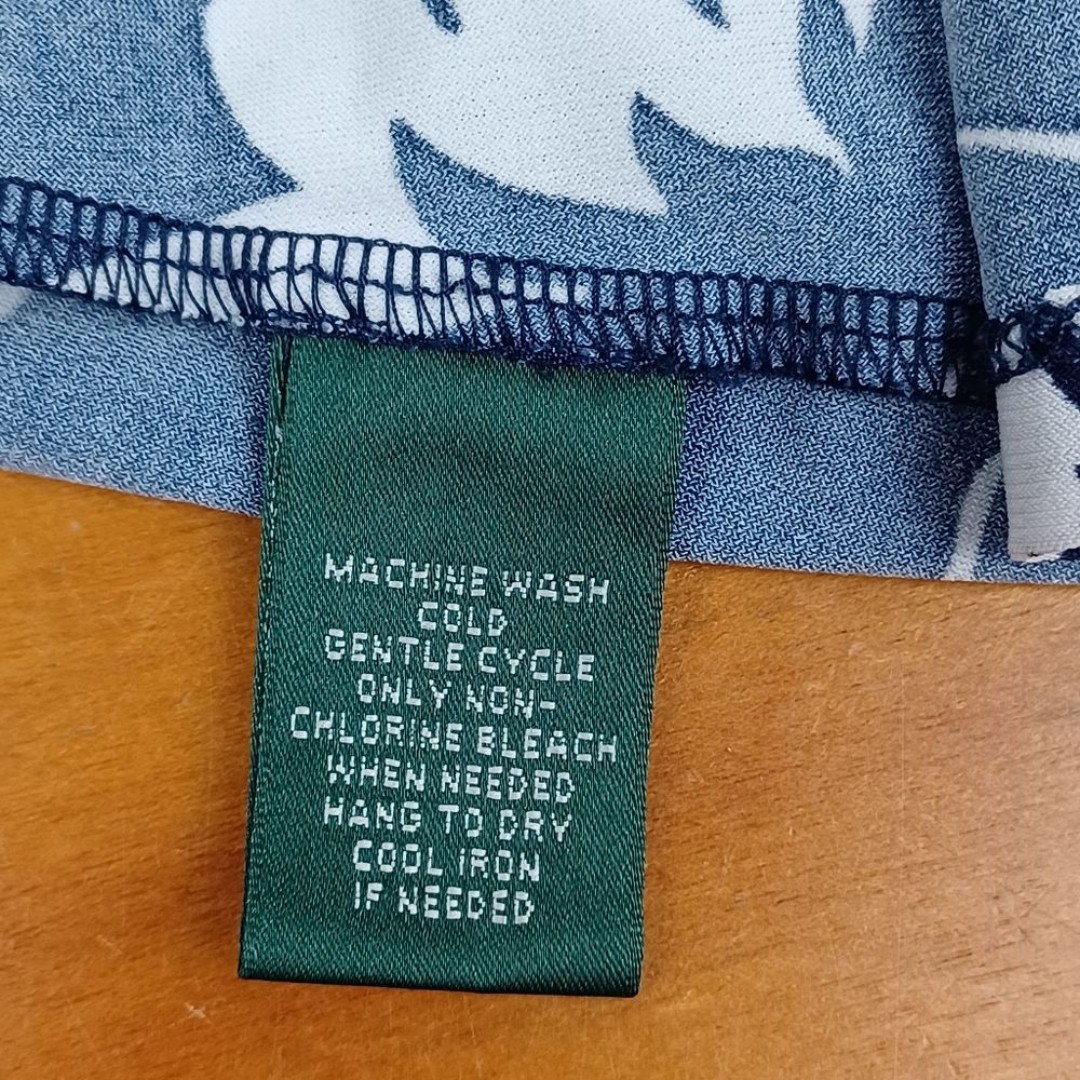 MACHINE WASH
COLD
GENTLE CYCLE
ONLY NON-
CHLORINE BLEACH
WHEN NEEDED
HANG TO DRY
COOL IRON
IF NEEDED